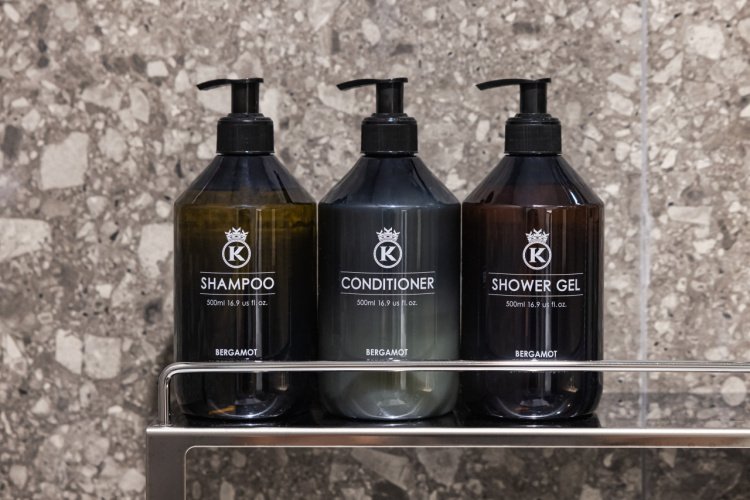 K
SHAMPOO
500ml 16.9 us fl.oz.
BERGAMOT
K
CONDITIONER
500ml 16.9 us fl.oz.
BERGAMOT
K
SHOWER GEL
500ml 16.9 us fl.oz.
BERGAMOT